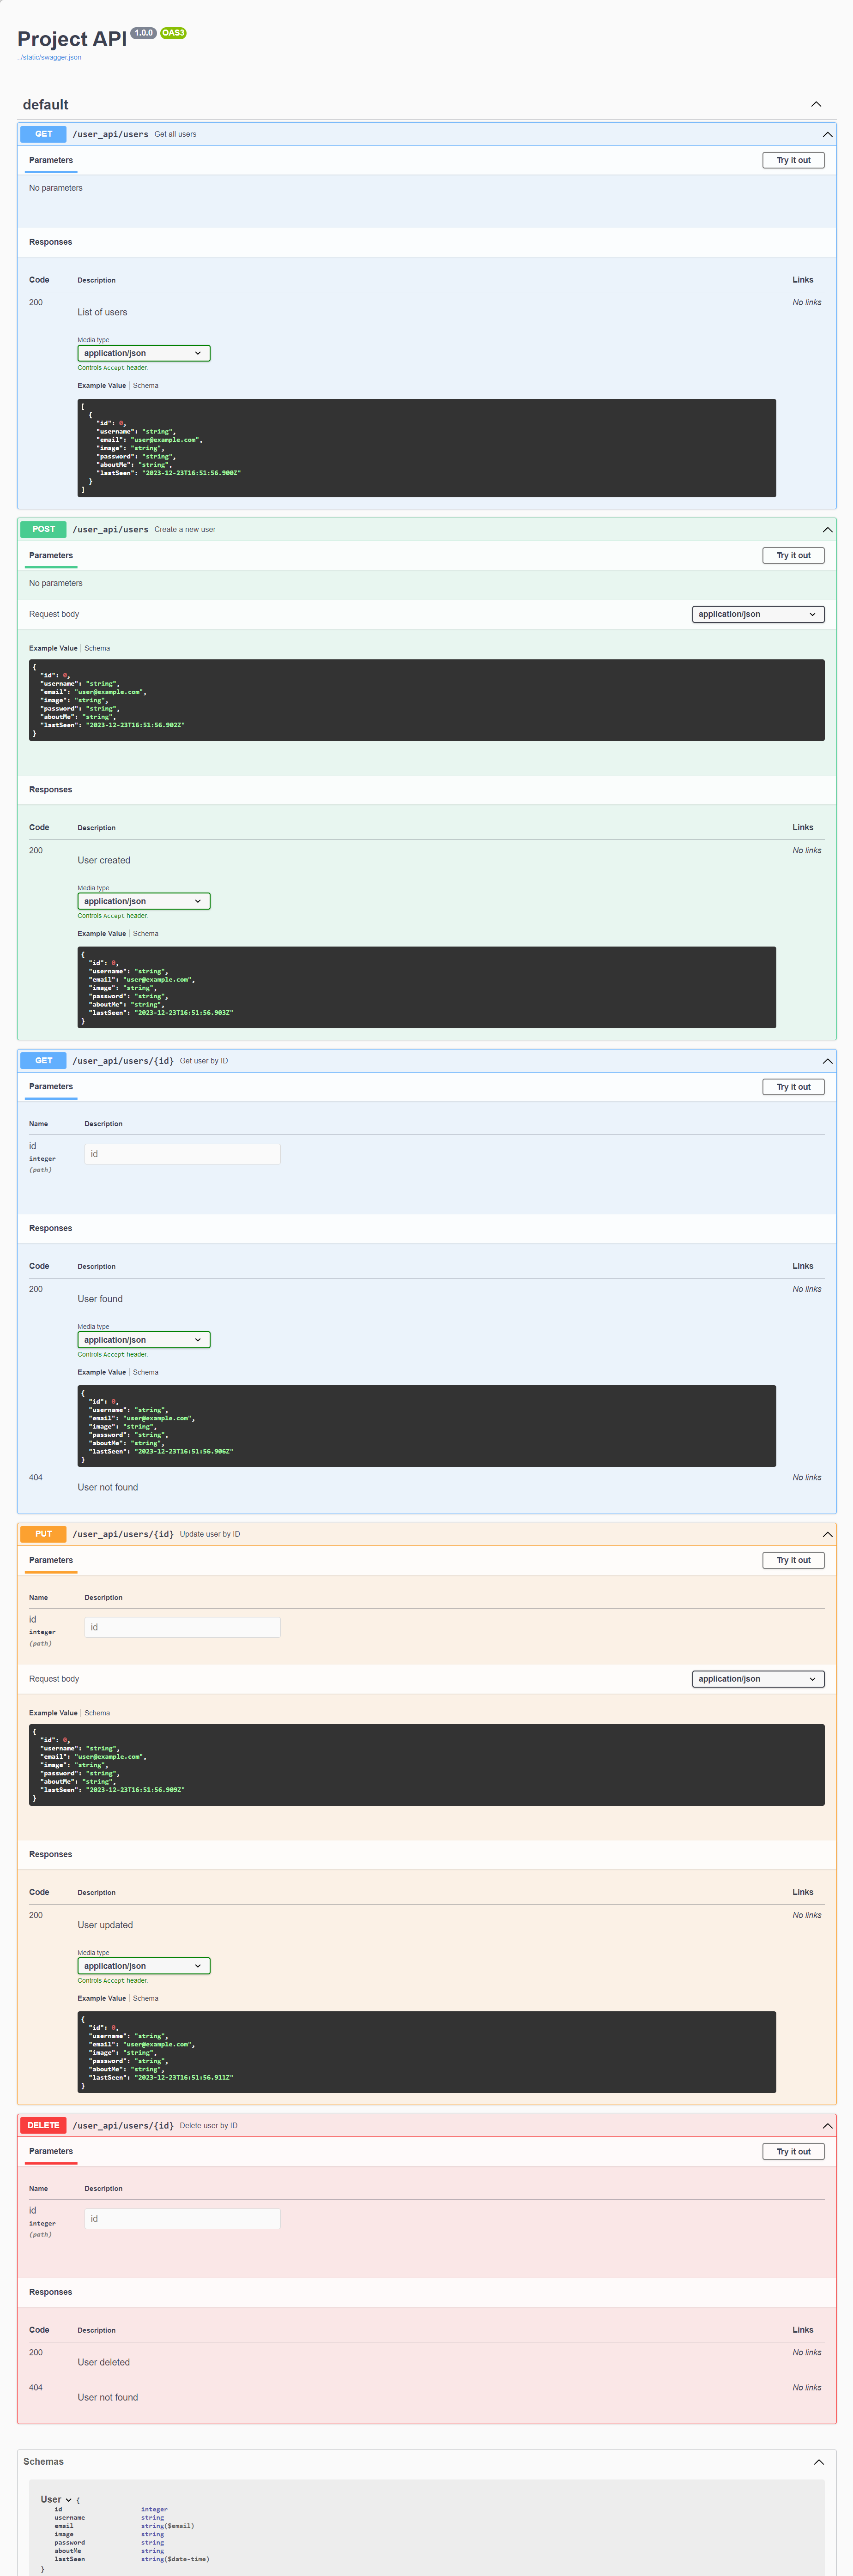 Project API 1.0.0 OAS3
./static/swagger.json
default
GET /user_api/users Get all users
Parameters Try it out
No parameters
Responses
Code Description Links
200 No links
List of users
Media type
application/json
Controls Accept header.
Example Value | Schema
[
  {
    "id": 0,
    "username": "string",
    "email": "user@example.com",
    "image": "string",
    "password": "string",
    "aboutMe": "string",
    "lastSeen": "2023-12-23T16:51:56.900Z"
  }
]
POST /user_api/users Create a new user
Parameters Try it out
No parameters
Request body application/json
Example Value | Schema
{
  "id": 0,
  "username": "string",
  "email": "user@example.com",
  "image": "string",
  "password": "string",
  "aboutMe": "string",
  "lastSeen": "2023-12-23T16:51:56.902Z"
}
Responses
Code Description Links
200 No links
User created
Media type
application/json
Controls Accept header.
Example Value | Schema
{
  "id": 0,
  "username": "string",
  "email": "user@example.com",
  "image": "string",
  "password": "string",
  "aboutMe": "string",
  "lastSeen": "2023-12-23T16:51:56.903Z"
}
GET /user_api/users/{id} Get user by ID
Parameters Try it out
Name Description
id id
integer
(path)
Responses
Code Description Links
200 No links
User found
Media type
application/json
Controls Accept header.
Example Value | Schema
{
  "id": 0,
  "username": "string",
  "email": "user@example.com",
  "image": "string",
  "password": "string",
  "aboutMe": "string",
  "lastSeen": "2023-12-23T16:51:56.906Z"
}
404 No links
User not found
PUT /user_api/users/{id} Update user by ID
Parameters Try it out
Name Description
id id
integer
(path)
Request body application/json
Example Value | Schema
{
  "id": 0,
  "username": "string",
  "email": "user@example.com",
  "image": "string",
  "password": "string",
  "aboutMe": "string",
  "lastSeen": "2023-12-23T16:51:56.909Z"
}
Responses
Code Description Links
200 No links
User updated
Media type
application/json
Controls Accept header.
Example Value | Schema
{
  "id": 0,
  "username": "string",
  "email": "user@example.com",
  "image": "string",
  "password": "string",
  "aboutMe": "string",
  "lastSeen": "2023-12-23T16:51:56.911Z"
}
DELETE /user_api/users/{id} Delete user by ID
Parameters Try it out
Name Description
id id
integer
(path)
Responses
Code Description Links
200 No links
User deleted
404 No links
User not found
Schemas
User {
id integer
username string
email string($email)
image string
password string
aboutMe string
lastSeen string($date-time)
}